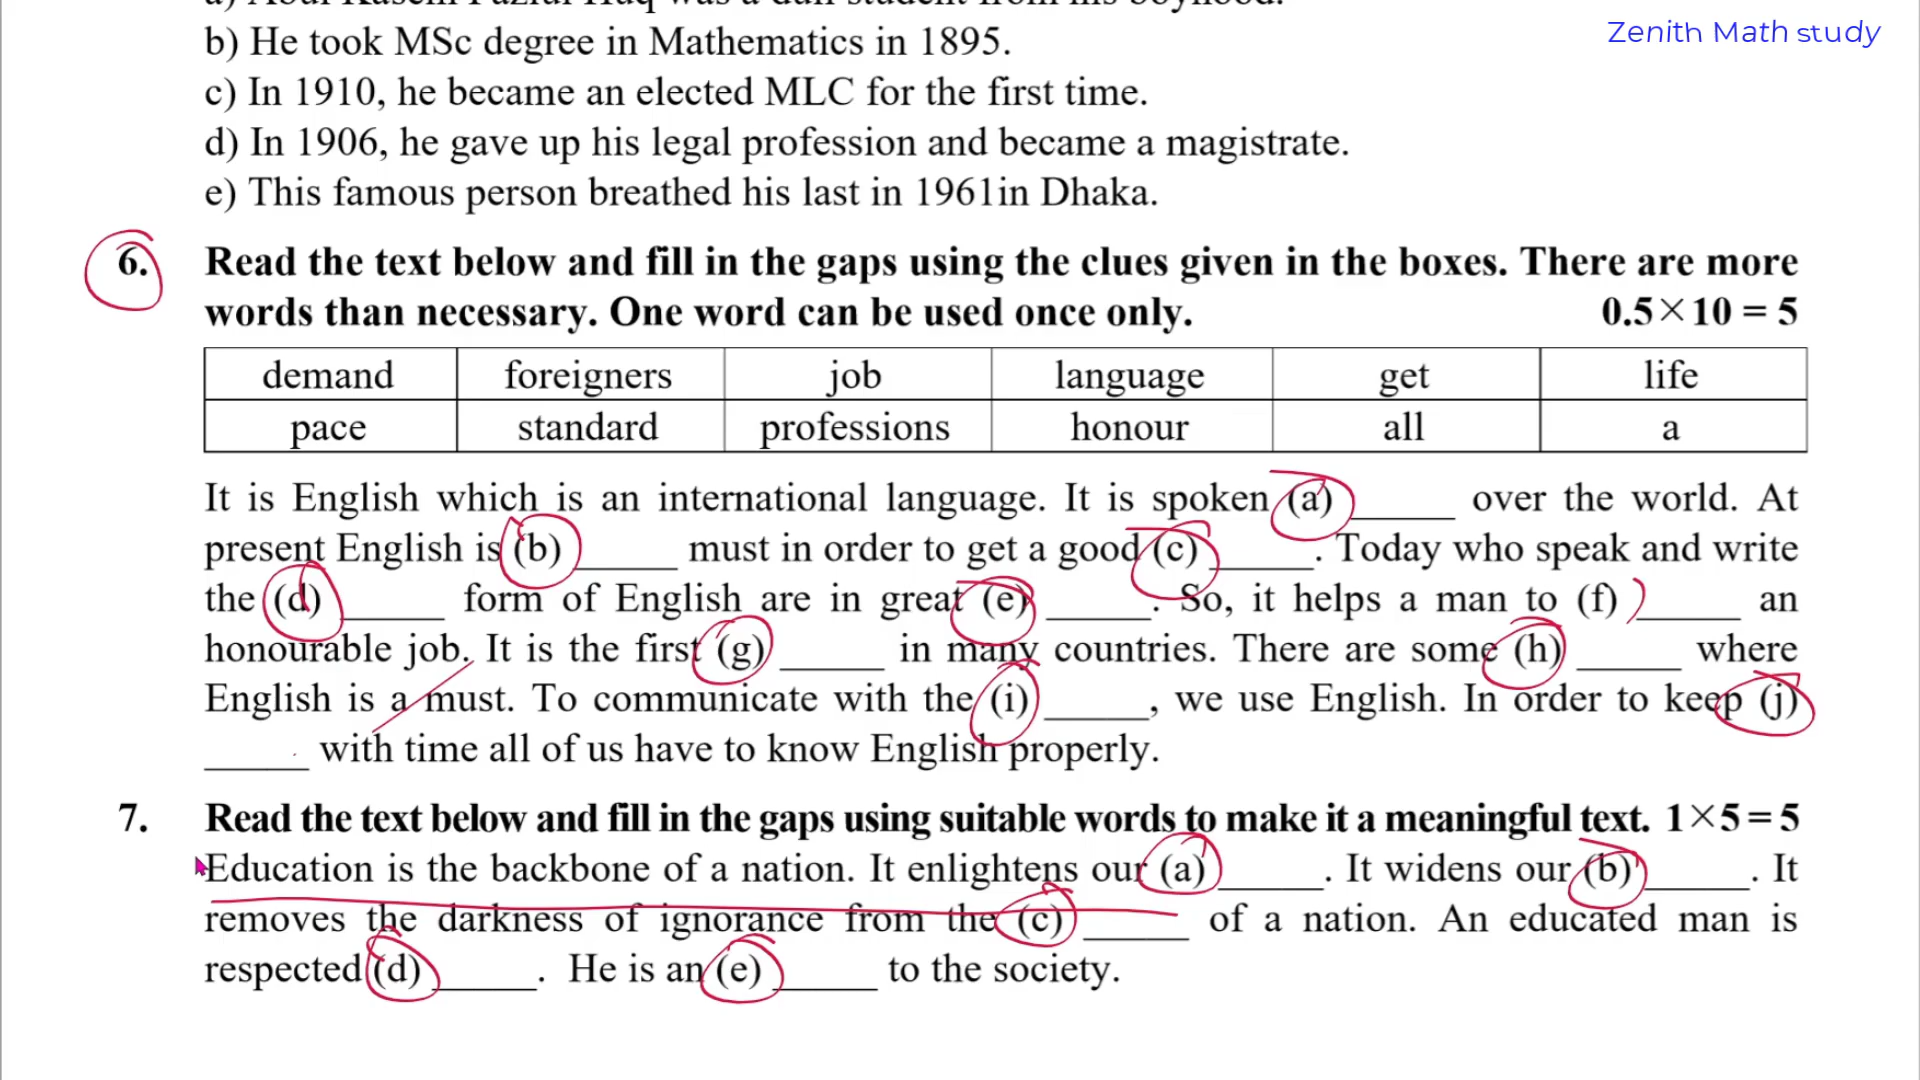 a) Abul Kasem Fazlul Huq was a dull student from his boyhood.
Zenith Math study
b) He took MSc degree in Mathematics in 1895.
c) In 1910, he became an elected MLC for the first time.
d) In 1906, he gave up his legal profession and became a magistrate.
e) This famous person breathed his last in 1961in Dhaka.
6. Read the text below and fill in the gaps using the clues given in the boxes. There are more
words than necessary. One word can be used once only. 0.5×10 = 5
demand foreigners job language get life
pace standard professions honour all a
It is English which is an international language. It is spoken (a) _____ over the world. At
present English is (b) _____ must in order to get a good (c) _____. Today who speak and write
the (d) _____ form of English are in great (e) _____. So, it helps a man to (f) _____ an
honourable job. It is the first (g) _____ in many countries. There are some (h) _____ where
English is a must. To communicate with the (i) _____, we use English. In order to keep (j)
_____ with time all of us have to know English properly.
7. Read the text below and fill in the gaps using suitable words to make it a meaningful text. 1×5=5
Education is the backbone of a nation. It enlightens our (a) _____. It widens our (b) _____. It
removes the darkness of ignorance from the (c) _____ of a nation. An educated man is
respected (d) _____. He is an (e) _____ to the society.